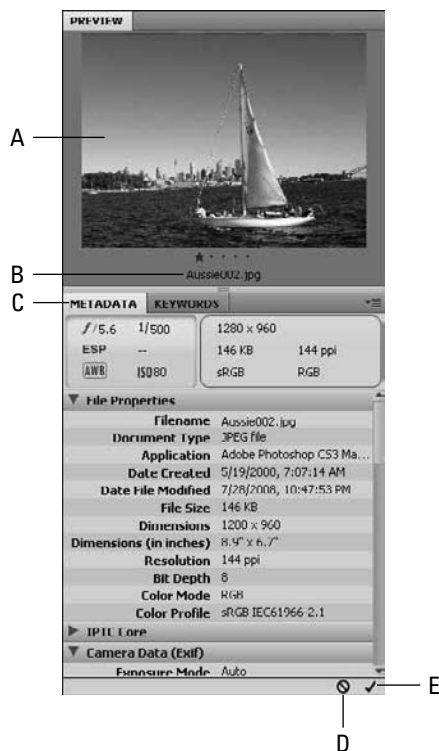 PREVIEW
A
B
Aussie002.jpg
C
METADATA KEYWORDS
f/5.6 1/500
ESP --
AWB ISO80
1280 x 960
146 KB 144 ppi
sRGB RGB
File Properties
Filename Aussie002.jpg
Document Type JPEG file
Application Adobe Photoshop CS3 Ma...
Date Created 5/19/2000, 7:07:14 AM
Date File Modified 7/28/2008, 10:47:53 PM
File Size 146 KB
Dimensions 1200 x 960
Dimensions (in inches) 8.9" x 6.7"
Resolution 144 ppi
Bit Depth 8
Color Mode RGB
Color Profile sRGB IEC61966-2.1
IPTC Core
Camera Data (Exif)
Exposure Mode Auto
E
D